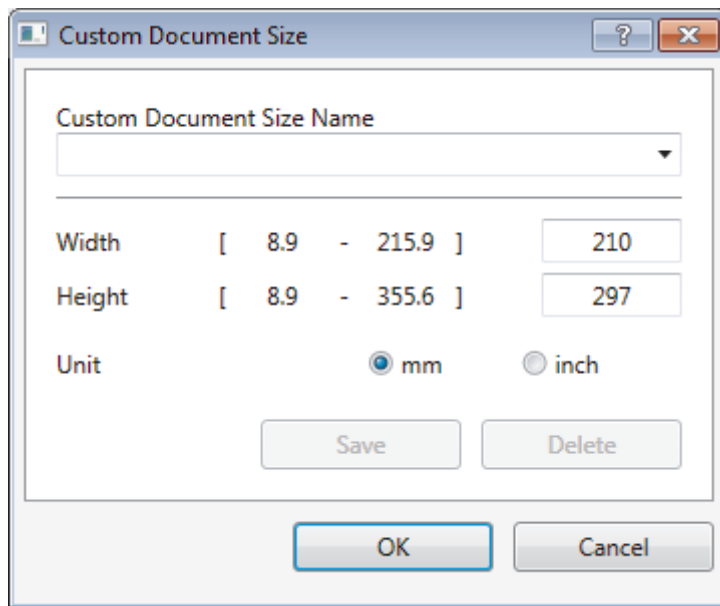 Custom Document Size
Custom Document Size Name
Width [ 8.9 - 215.9 ] 210
Height [ 8.9 - 355.6 ] 297
Unit mm inch
Save Delete
OK Cancel